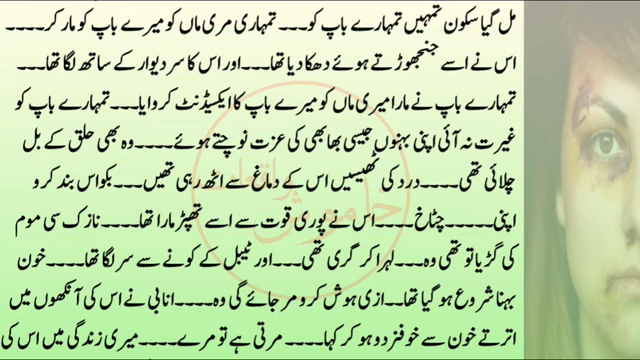 مل گیا سکون تمہیں تمہارے باپ کو۔۔۔ تمہاری مری ماں کو میرے باپ کو مار کر۔۔۔۔
اس نے اسے جھنجھوڑتے ہوئے دھکا دیا تھا۔۔۔ اور اس کا سر دیوار کے ساتھ لگا تھا۔۔۔
تمہارے باپ نے مارا میری ماں کو میرے باپ کا ایکسیڈنٹ کروایا۔۔۔ تمہارے باپ کو
غیرت نہ آئی اپنی بہنوں جیسی بھابھی کی عزت نوچتے ہوئے۔۔۔۔ وہ بھی حلق کے بل
چلائی تھی۔۔۔۔ درد کی ٹھیسیں اس کے دماغ سے اٹھ رہی تھیں۔۔۔ بکواس بند کرو
اپنی۔۔۔۔۔ چٹاخ۔۔۔۔ اس نے پوری قوت سے اسے تھپڑ مارا تھا۔۔۔۔ نازک سی موم
کی گڑیا تو تھی وہ۔۔۔ لہرا کر گری تھی۔۔۔ اور ٹیبل کے کونے سے سر لگا تھا۔۔۔۔ خون
بہنا شروع ہو گیا تھا۔۔ ازی ہوش کرو مر جائے گی وہ۔۔۔۔ انابی نے اس کی آنکھوں میں
اترتے خون سے خوفزدہ ہو کر کہا۔۔۔۔ مرتی ہے تو مرے۔۔۔۔ میری زندگی میں اس کی
خاموش